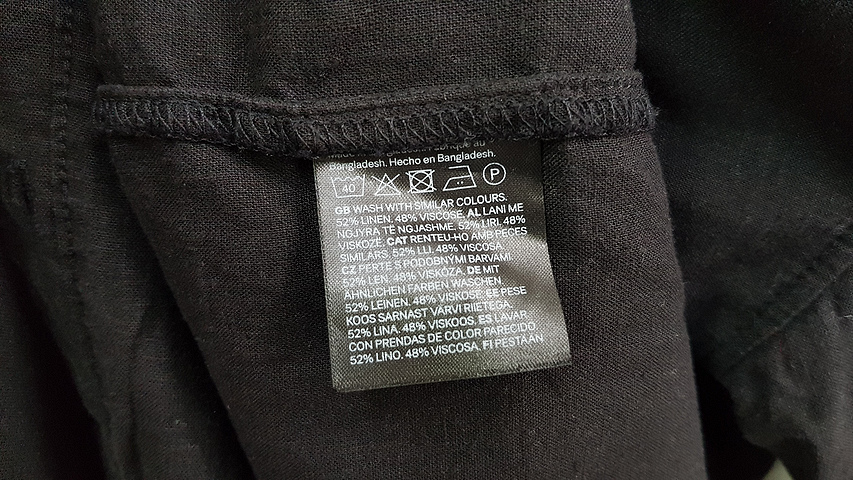 Bangladesh. Hecho en Bangladesh.
40 P
GB WASH WITH SIMILAR COLOURS.
52% LINEN. 48% VISCOSE. AL LANI ME
NGJYRA TË NGJASHME. 52% LIRI. 48%
VISKOZË. CAT RENTEU-HO AMB PECES
SIMILARS. 52% LLI. 48% VISCOSA.
CZ PERTE S PODOBNÝMI BARVAMI.
52% LEN. 48% VISKÓZA. DE MIT
ÄHNLICHEN FARBEN WASCHEN.
52% LEINEN. 48% VISKOSE. EE PESE
KOOS SARNAST VÄRVI RIIETEGA.
52% LINA. 48% VISKOOS. ES LAVAR
CON PRENDAS DE COLOR PARECIDO.
52% LINO. 48% VISCOSA. FI PESTÄÄN